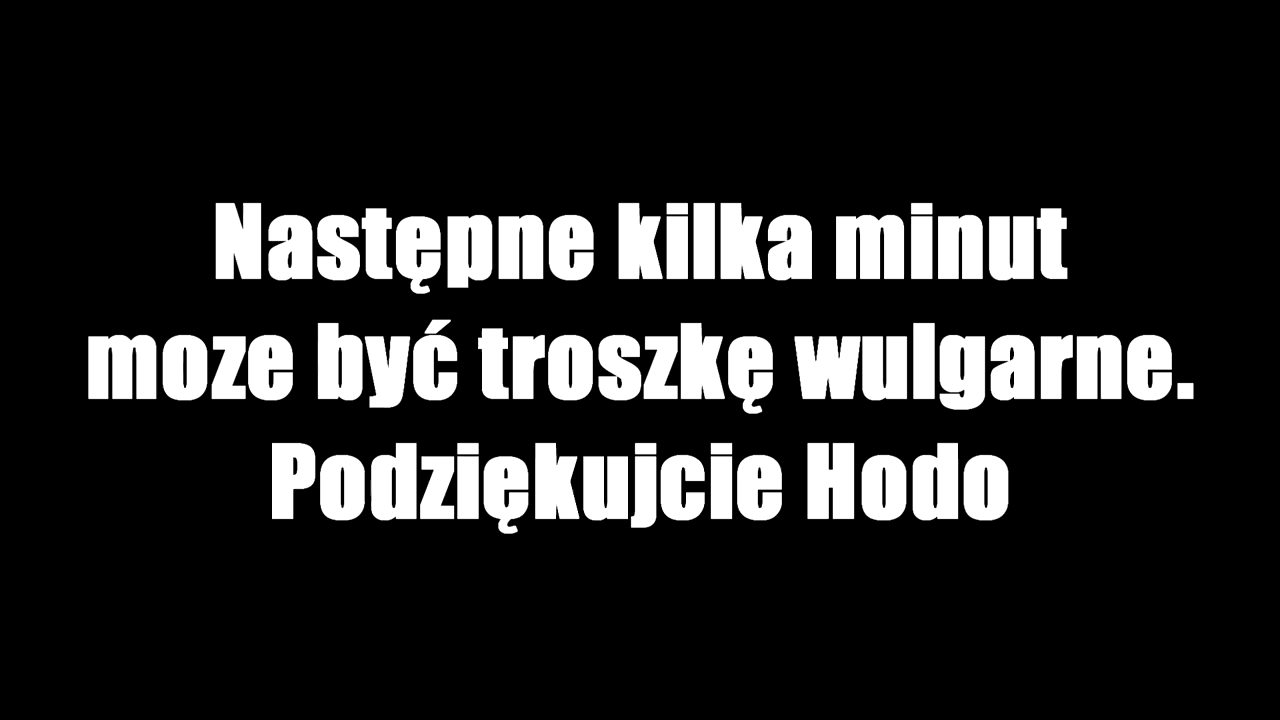 Następne kilka minut
moze być troszkę wulgarne.
Podziękujcie Hodo